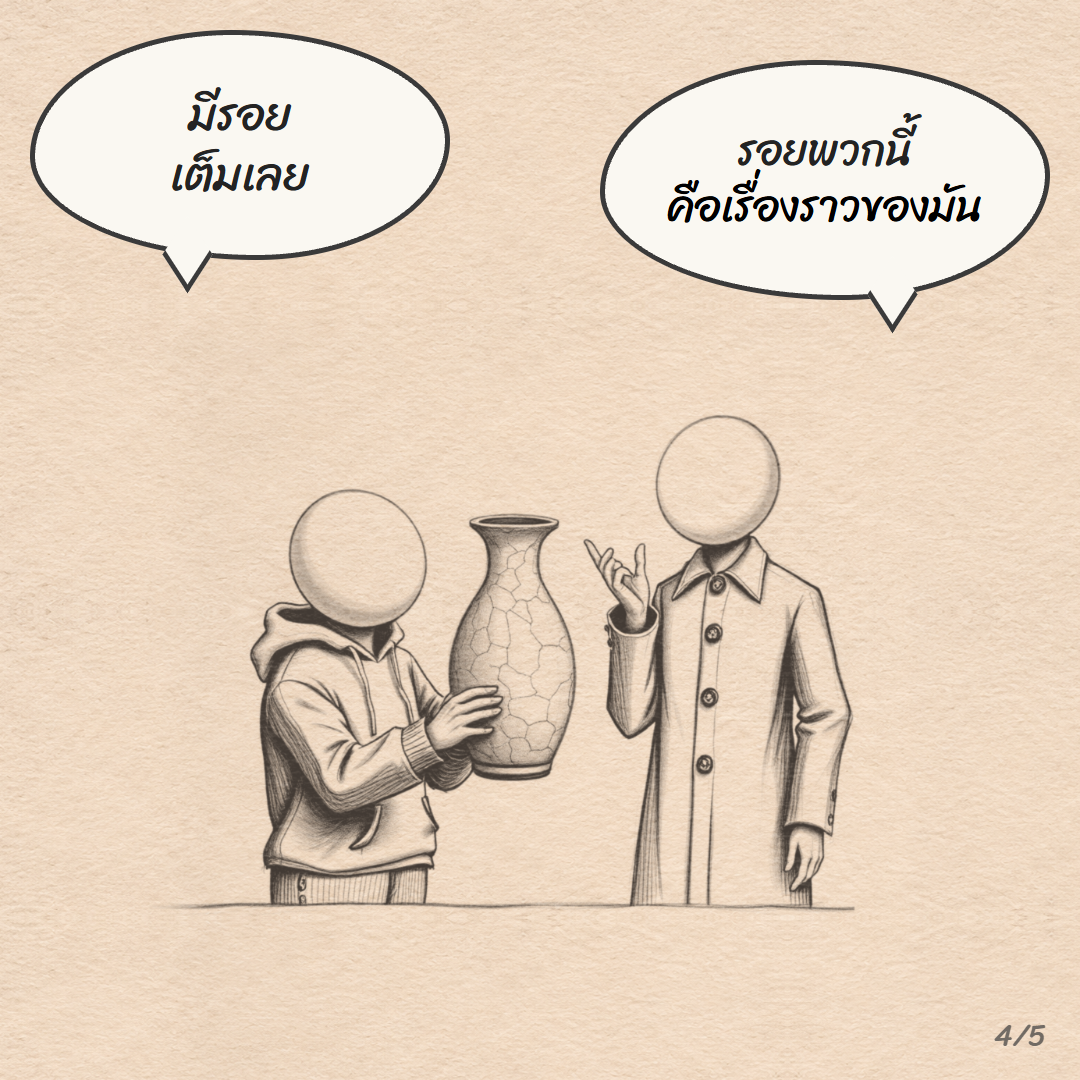 มีรอย
เต็มเลย
รอยพวกนี้
คือเรื่องราวของมัน
4/5